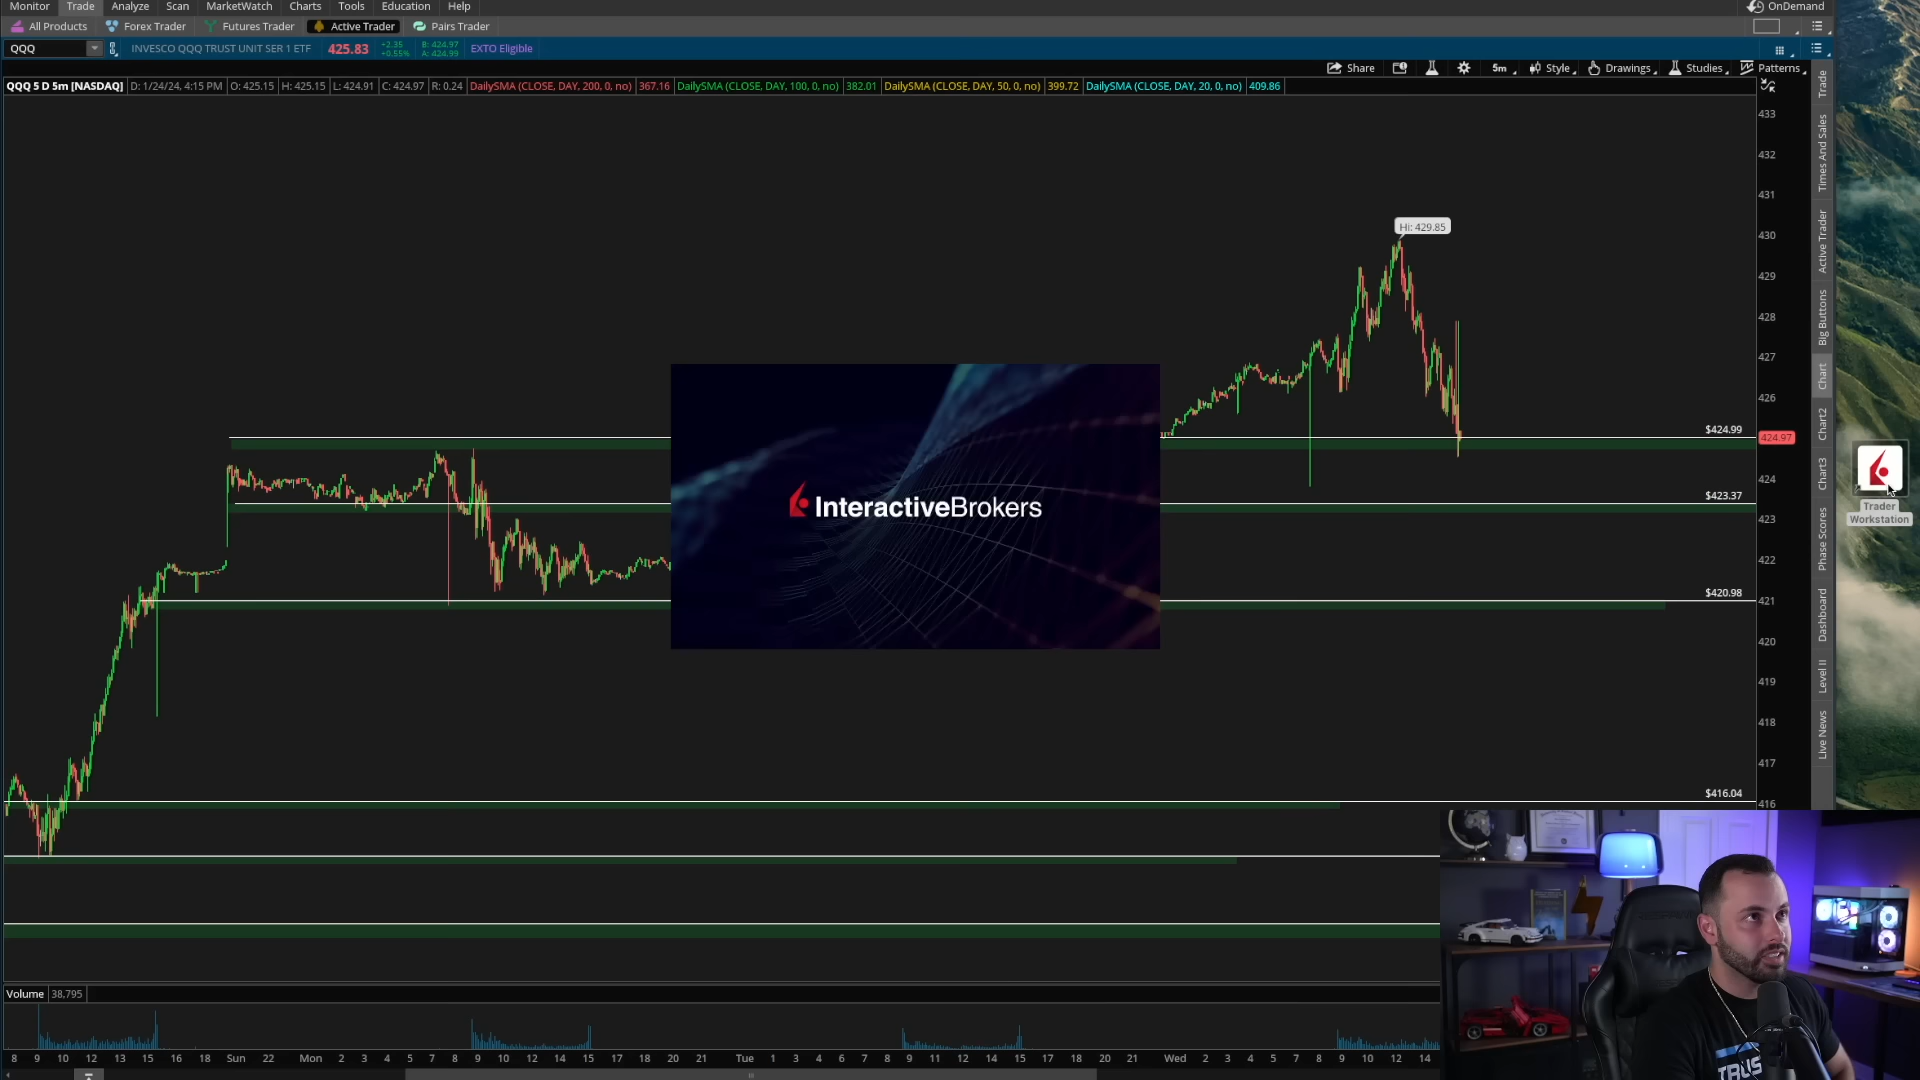 Monitor Trade Analyze Scan MarketWatch Charts Tools Education Help OnDemand
All Products Forex Trader Futures Trader Active Trader Pairs Trader
QQQ INVESCO QQQ TRUST UNIT SER 1 ETF 425.83 +2.35 +0.55% B: 424.97 A: 424.99 EXTO Eligible
Share 5m Style Drawings Studies Patterns
QQQ 5 D 5m [NASDAQ] D: 1/24/24, 4:15 PM O: 425.15 H: 425.15 L: 424.91 C: 424.97 R: 0.24 DailySMA (CLOSE, DAY, 200, 0, no) 367.16 DailySMA (CLOSE, DAY, 100, 0, no) 382.01 DailySMA (CLOSE, DAY, 50, 0, no) 399.72 DailySMA (CLOSE, DAY, 20, 0, no) 409.86
433
432
431
Hi: 429.85
430
429
428
427
426
$424.99
424.97
424
$423.37
423
422
$420.98
421
420
419
418
417
$416.04
416
InteractiveBrokers
Trade
Times And Sales
Active Trader
Big Buttons
Chart
Chart2
Chart3
Phase Scores
Dashboard
Level II
Live News
Trader
Workstation
Volume 38,795
8 9 10 12 13 15 16 18 Sun 22 Mon 2 3 4 5 7 8 9 10 12 14 15 17 18 20 21 Tue 1 3 4 6 7 9 11 13 15 17 18 20 21 Wed 2 3 5 6 7 8 9 10 12 14